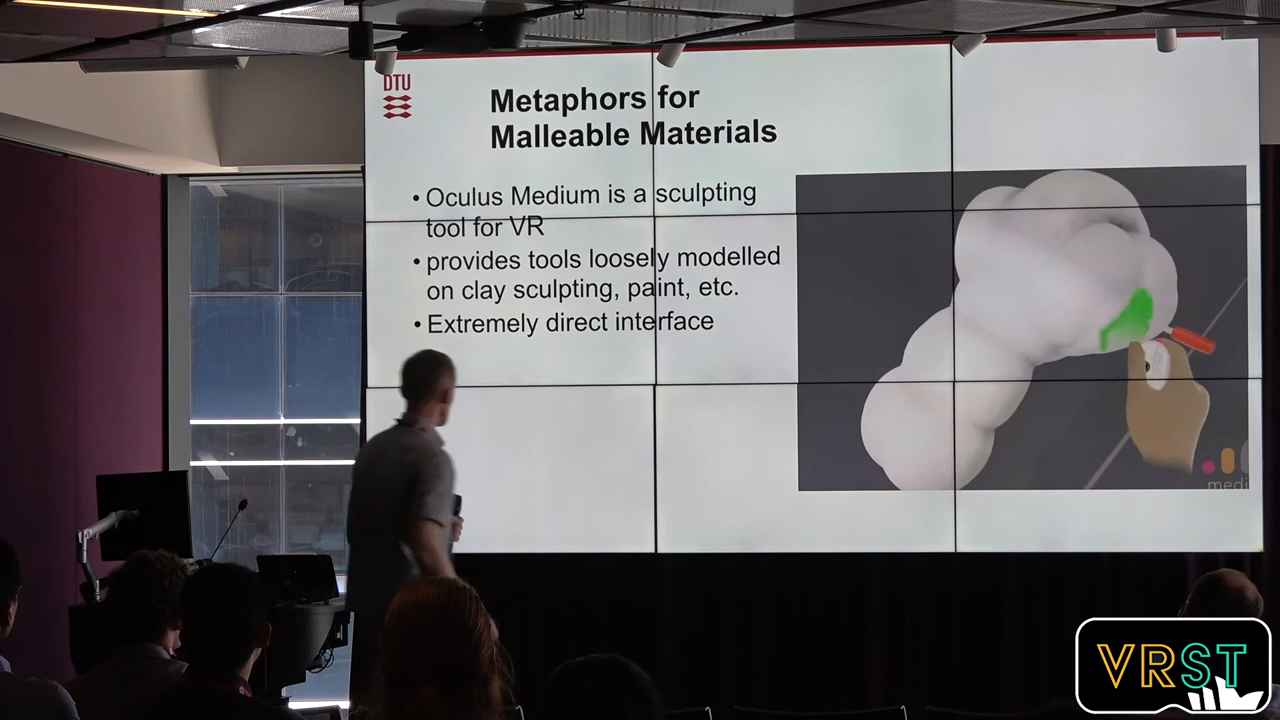 DTU
Metaphors for
Malleable Materials
• Oculus Medium is a sculpting
tool for VR
• provides tools loosely modelled
on clay sculpting, paint, etc.
• Extremely direct interface
medi
VRST